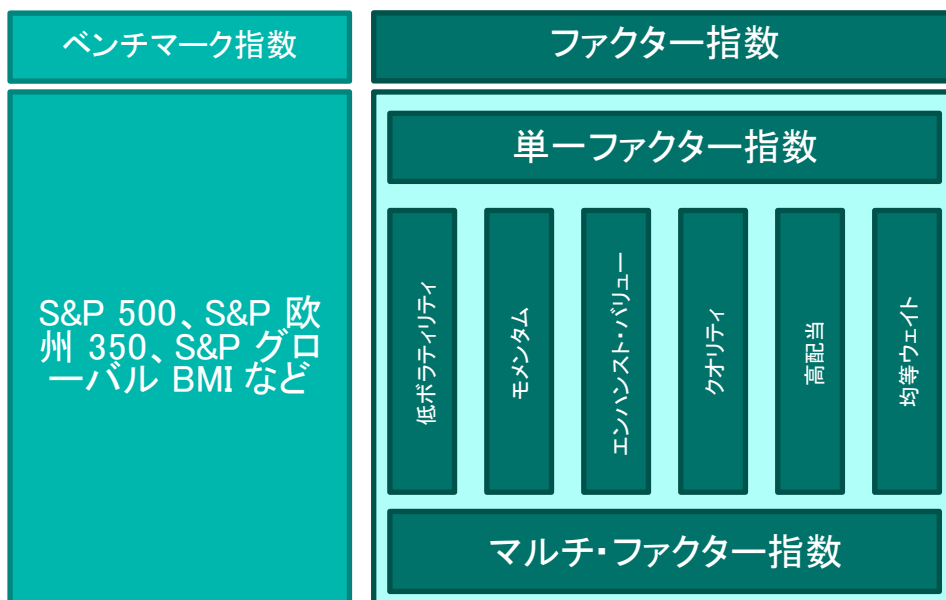 ベンチマーク指数
ファクター指数
S&P 500、S&P 欧
州 350、S&P グロ
ーバル BMI など
単一ファクター指数
低ボラティリティ
モメンタム
エンハンスト・バリュー
クオリティ
高配当
均等ウェイト
マルチ・ファクター指数